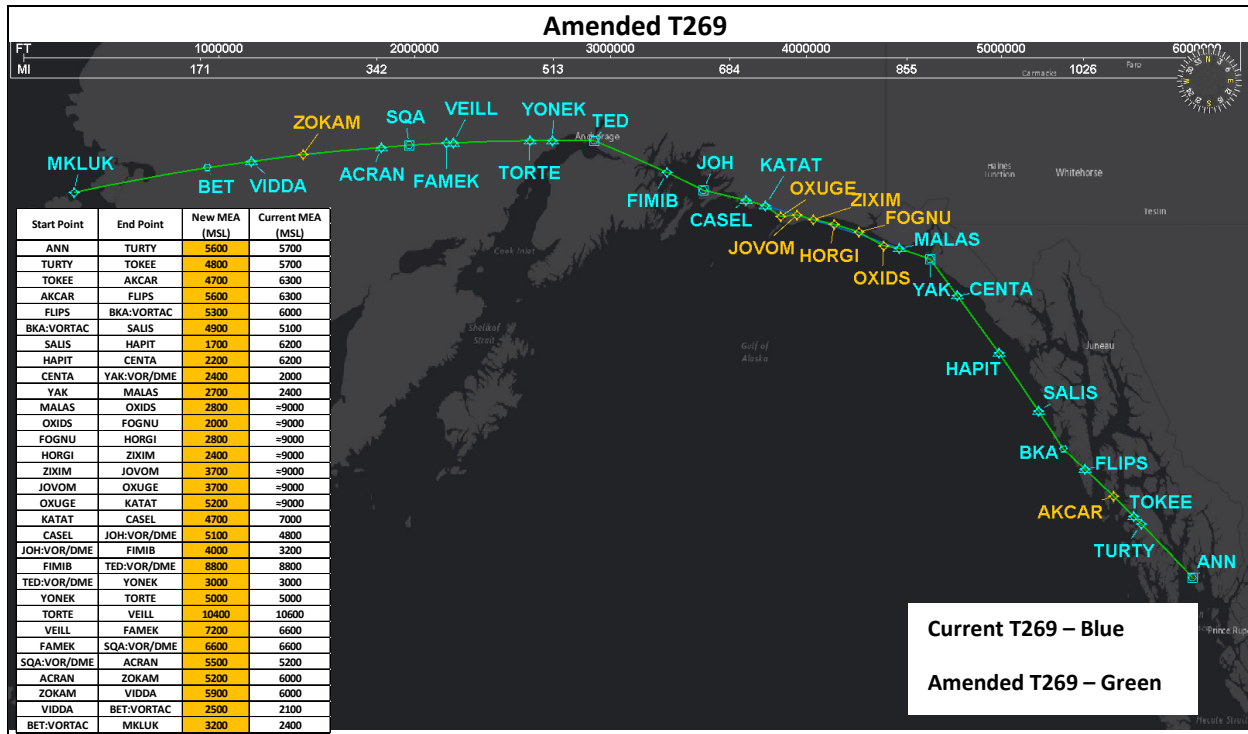 Amended T269
FT 1000000 2000000 3000000 4000000 5000000 6000000
MI 171 342 513 684 855 1026
Carmacks
Faro
N
E
S
W
MKLUK
BET
VIDDA
ZOKAM
ACRAN
SQA
FAMEK
VEILL
TORTE
YONEK
TED
Anchorage
FIMIB
JOH
CASEL
KATAT
OXUGE
JOVOM
ZIXIM
HORGI
FOGNU
OXIDS
MALAS
YAK
CENTA
HAPIT
SALIS
BKA
FLIPS
AKCAR
TOKEE
TURTY
ANN
Haines
Junction
Whitehorse
Teslin
Cook Inlet
Shelikof
Strait
Gulf of
Alaska
Juneau
Prince Rupe
Hecate Strait
Start Point End Point New MEA (MSL) Current MEA (MSL)
ANN TURTY 5600 5700
TURTY TOKEE 4800 5700
TOKEE AKCAR 4700 6300
AKCAR FLIPS 5600 6300
FLIPS BKA:VORTAC 5300 6000
BKA:VORTAC SALIS 4900 5100
SALIS HAPIT 1700 6200
HAPIT CENTA 2200 6200
CENTA YAK:VOR/DME 2400 2000
YAK MALAS 2700 2400
MALAS OXIDS 2800 ≈9000
OXIDS FOGNU 2000 ≈9000
FOGNU HORGI 2800 ≈9000
HORGI ZIXIM 2400 ≈9000
ZIXIM JOVOM 3700 ≈9000
JOVOM OXUGE 3700 ≈9000
OXUGE KATAT 5200 ≈9000
KATAT CASEL 4700 7000
CASEL JOH:VOR/DME 5100 4800
JOH:VOR/DME FIMIB 4000 3200
FIMIB TED:VOR/DME 8800 8800
TED:VOR/DME YONEK 3000 3000
YONEK TORTE 5000 5000
TORTE VEILL 10400 10600
VEILL FAMEK 7200 6600
FAMEK SQA:VOR/DME 6600 6600
SQA:VOR/DME ACRAN 5500 5200
ACRAN ZOKAM 5200 6000
ZOKAM VIDDA 5900 6000
VIDDA BET:VORTAC 2500 2100
BET:VORTAC MKLUK 3200 2400
Current T269 – Blue
Amended T269 – Green